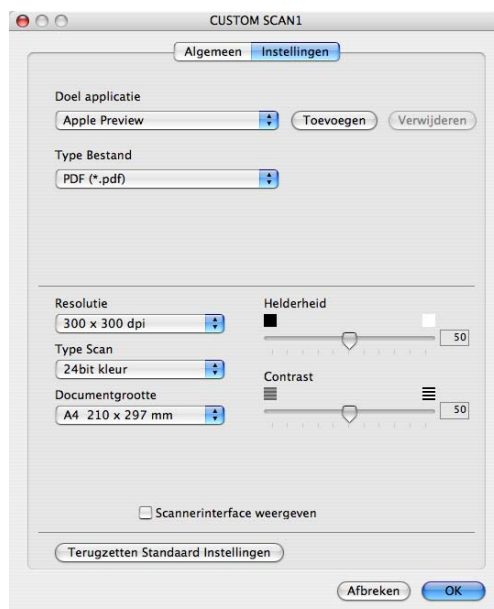 CUSTOM SCAN1
Algemeen Instellingen
Doel applicatie
Apple Preview Toevoegen Verwijderen
Type Bestand
PDF (*.pdf)
Resolutie
300 x 300 dpi
Type Scan
24bit kleur
Documentgrootte
A4 210 x 297 mm
Helderheid
50
Contrast
50
Scannerinterface weergeven
Terugzetten Standaard Instellingen
Afbreken OK